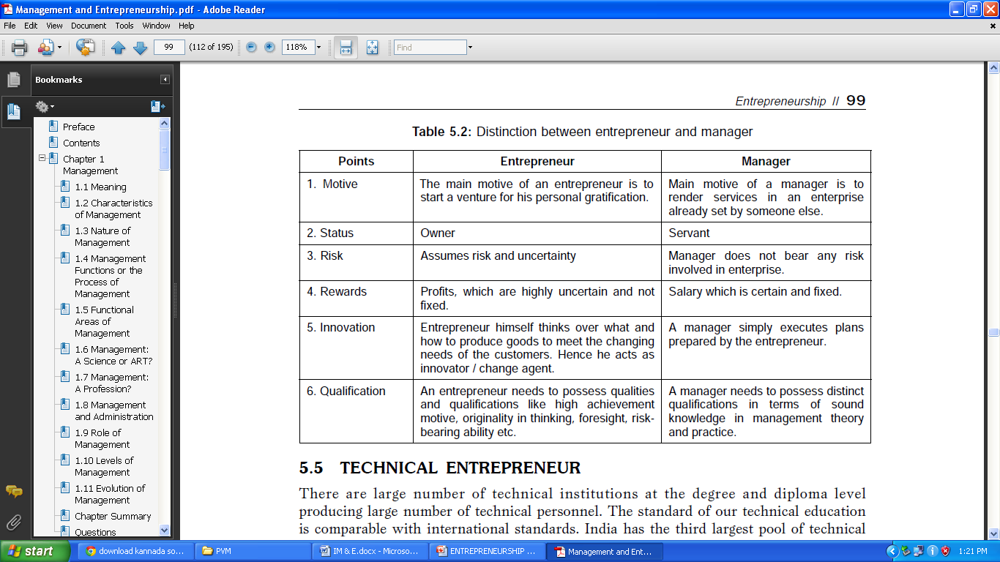 Management and Entrepreneurship.pdf - Adobe Reader
File Edit View Document Tools Window Help
99 (112 of 195) 118% Find
Bookmarks
Preface
Contents
Chapter 1
Management
1.1 Meaning
1.2 Characteristics
of Management
1.3 Nature of
Management
1.4 Management
Functions or the
Process of
Management
1.5 Functional
Areas of
Management
1.6 Management:
A Science or ART?
1.7 Management:
A Profession?
1.8 Management
and Administration
1.9 Role of
Management
1.10 Levels of
Management
1.11 Evolution of
Management
Chapter Summary
Questions
Entrepreneurship // 99
Table 5.2: Distinction between entrepreneur and manager
Points Entrepreneur Manager
1. Motive
The main motive of an entrepreneur is to
start a venture for his personal gratification.
Main motive of a manager is to
render services in an enterprise
already set by someone else.
2. Status
Owner
Servant
3. Risk
Assumes risk and uncertainty
Manager does not bear any risk
involved in enterprise.
4. Rewards
Profits, which are highly uncertain and not
fixed.
Salary which is certain and fixed.
5. Innovation
Entrepreneur himself thinks over what and
how to produce goods to meet the changing
needs of the customers. Hence he acts as
innovator / change agent.
A manager simply executes plans
prepared by the entrepreneur.
6. Qualification
An entrepreneur needs to possess qualities
and qualifications like high achievement
motive, originality in thinking, foresight, risk-
bearing ability etc.
A manager needs to possess distinct
qualifications in terms of sound
knowledge in management theory
and practice.
5.5 TECHNICAL ENTREPRENEUR
There are large number of technical institutions at the degree and diploma level
producing large number of technical personnel. The standard of our technical education
is comparable with international standards. India has the third largest pool of technical
start download kannada so... PVM IM & E.docx - Microso... ENTREPRENEURSHIP ... Management and Ent... 1:21 PM